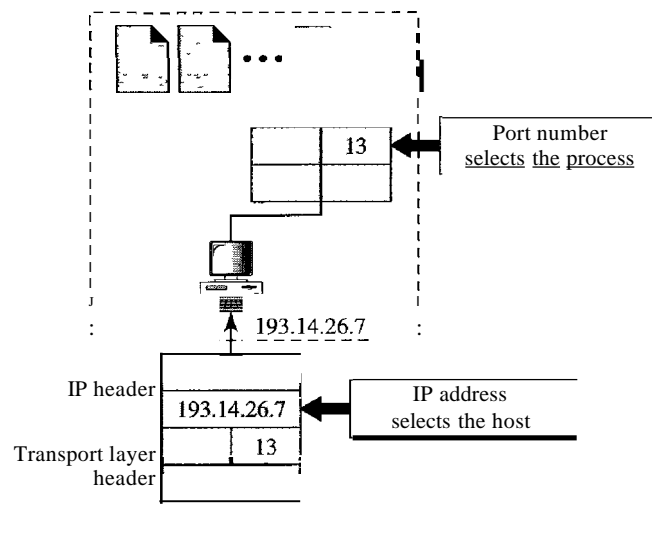 • • •
13
Port number
selects the process
193.14.26.7
IP header
193.14.26.7
IP address
selects the host
Transport layer
header
13